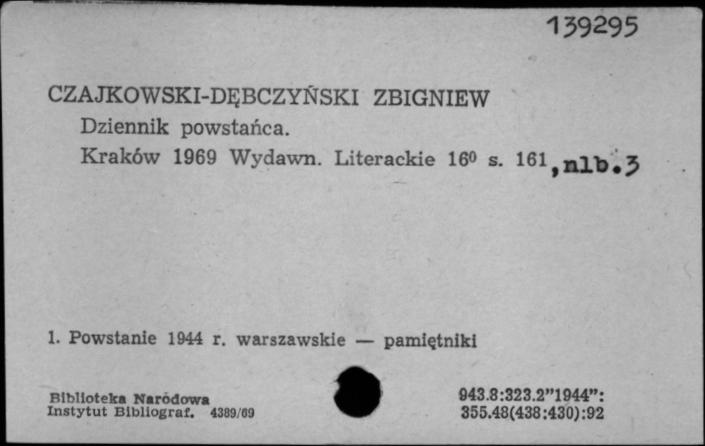 139295
CZAJKOWSKI-DĘBCZYŃSKI ZBIGNIEW
Dziennik powstańca.
Kraków 1969 Wydawn. Literackie 16⁰ s. 161, nlb. 3
1. Powstanie 1944 r. warszawskie — pamiętniki
Biblioteka Narodowa
Instytut Bibliograf. 4389/69
943.8:323.2”1944”:
355.48(438:430):92